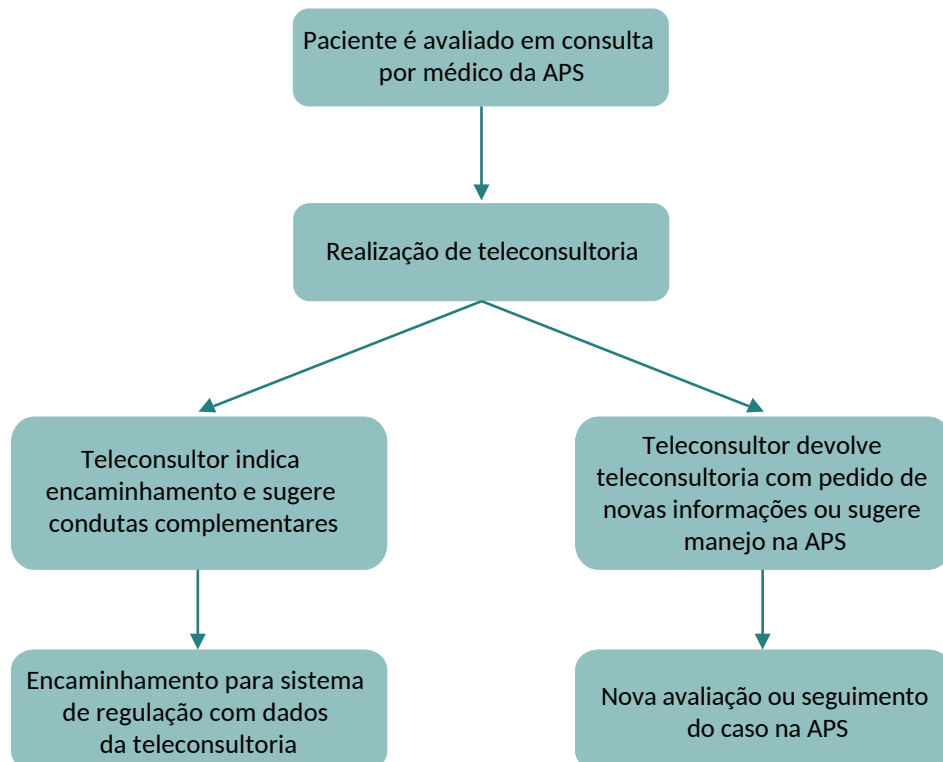 Paciente é avaliado em consulta
por médico da APS
Realização de teleconsultoria
Teleconsultor indica
encaminhamento e sugere
condutas complementares
Teleconsultor devolve
teleconsultoria com pedido de
novas informações ou sugere
manejo na APS
Encaminhamento para sistema
de regulação com dados
da teleconsultoria
Nova avaliação ou seguimento
do caso na APS